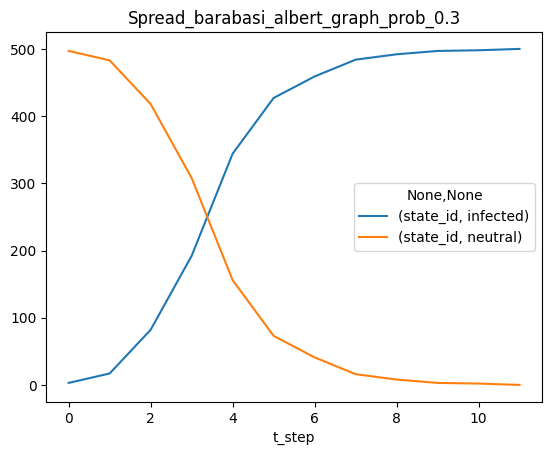 Spread_barabasi_albert_graph_prob_0.3
500
400
300
200
100
0
None,None
(state_id, infected)
(state_id, neutral)
0 2 4 6 8 10
t_step